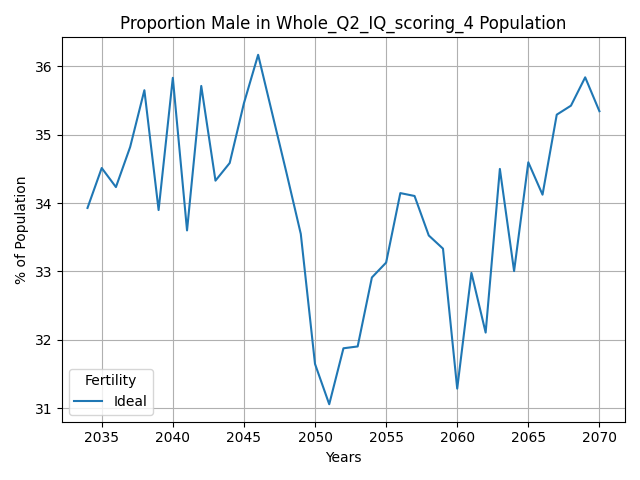 Proportion Male in Whole_Q2_IQ_scoring_4 Population
% of Population
36
35
34
33
32
31
Fertility
Ideal
2035 2040 2045 2050 2055 2060 2065 2070
Years